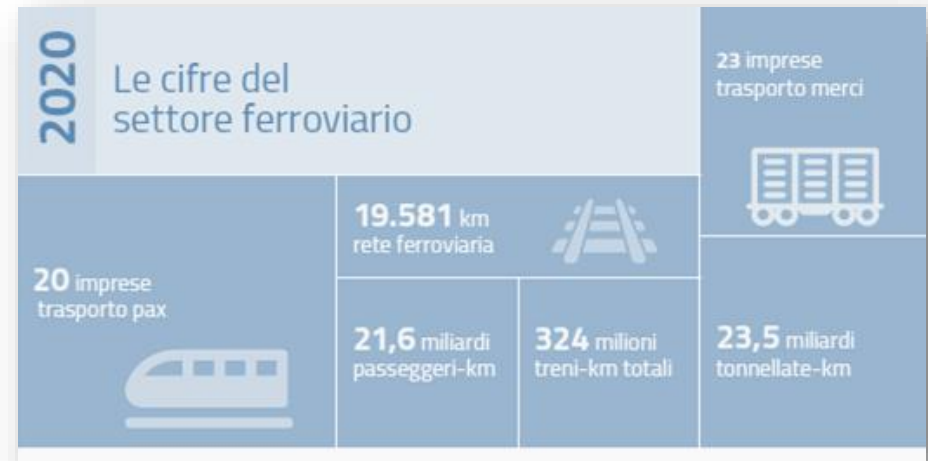 2020
Le cifre del
settore ferroviario
23 imprese
trasporto merci
20 imprese
trasporto pax
19.581 km
rete ferroviaria
21,6 miliardi
passeggeri-km
324 milioni
treni-km totali
23,5 miliardi
tonnellate-km